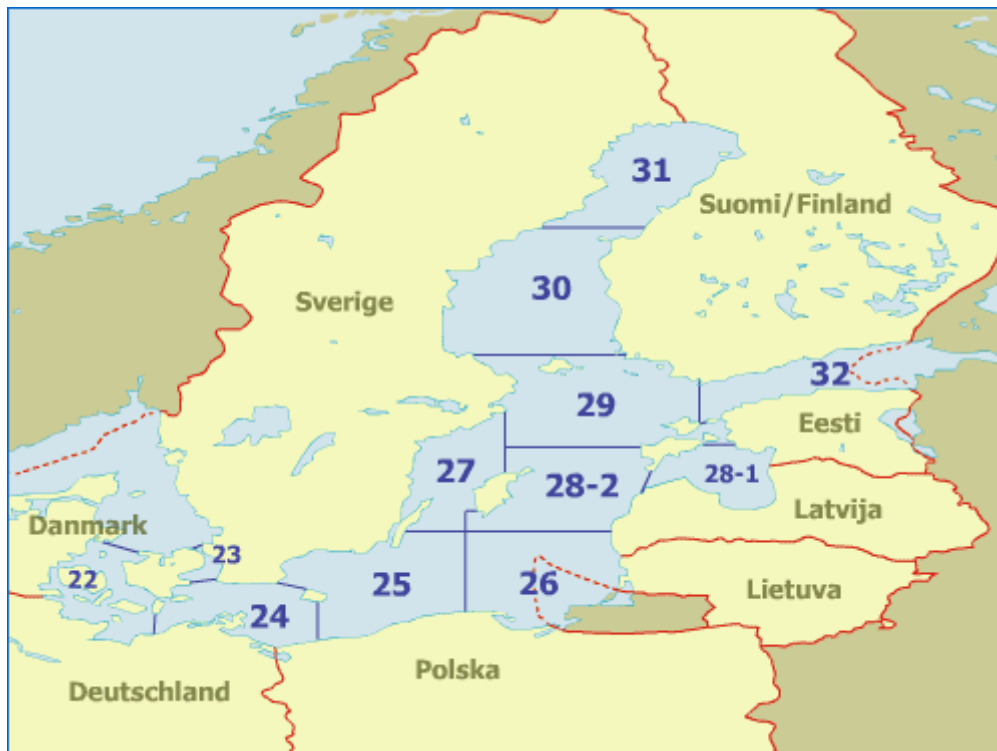 31
Suomi/Finland
30
Sverige
32
29
Eesti
27
28-2
28-1
Latvija
Danmark
23
22
25
26
Lietuva
24
Polska
Deutschland